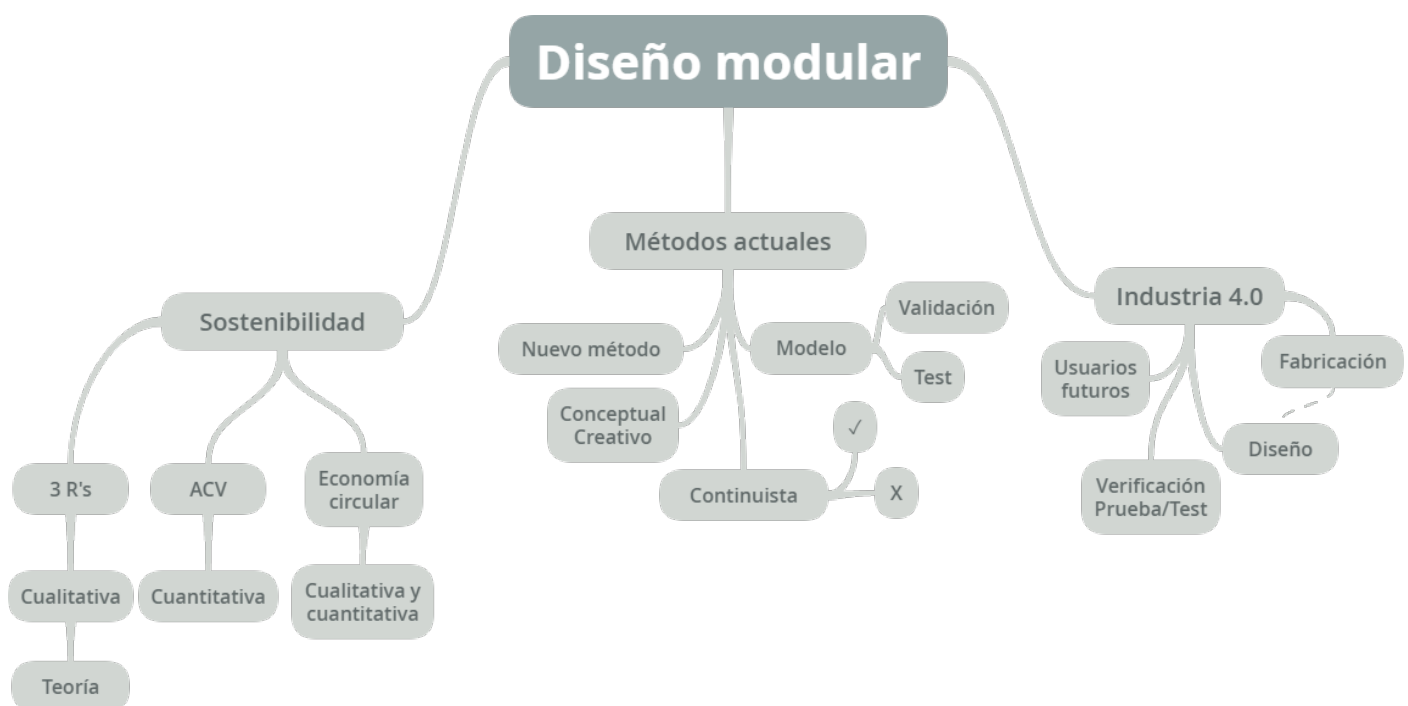 Diseño modular
Métodos actuales
Industria 4.0
Sostenibilidad
Nuevo método
Modelo
Validación
Test
Conceptual
Creativo
Continuista
✓
X
Usuarios
futuros
Fabricación
Diseño
Verificación
Prueba/Test
3 R's
ACV
Economía
circular
Cualitativa
Cuantitativa
Cualitativa y
cuantitativa
Teoría